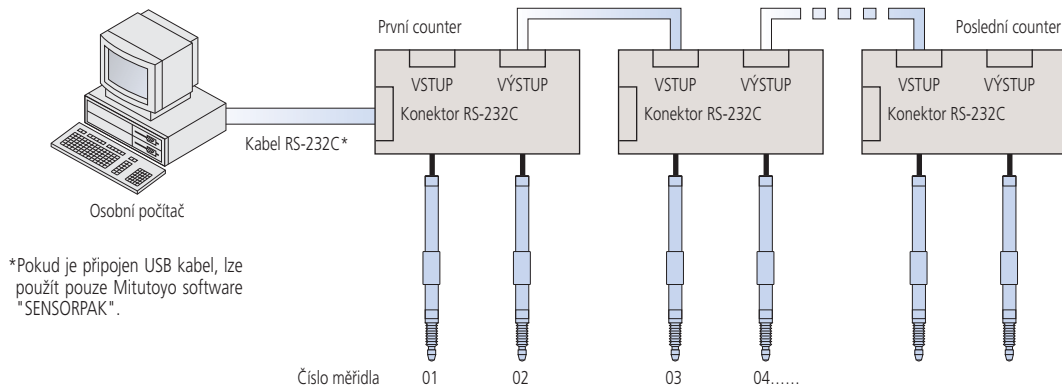 První counter
Poslední counter
VSTUP
VÝSTUP
VSTUP
VÝSTUP
VSTUP
VÝSTUP
Konektor RS-232C
Konektor RS-232C
Konektor RS-232C
Kabel RS-232C*
Osobní počítač
*Pokud je připojen USB kabel, lze
použít pouze Mitutoyo software
"SENSORPAK".
Číslo měřidla 01 02 03 04......